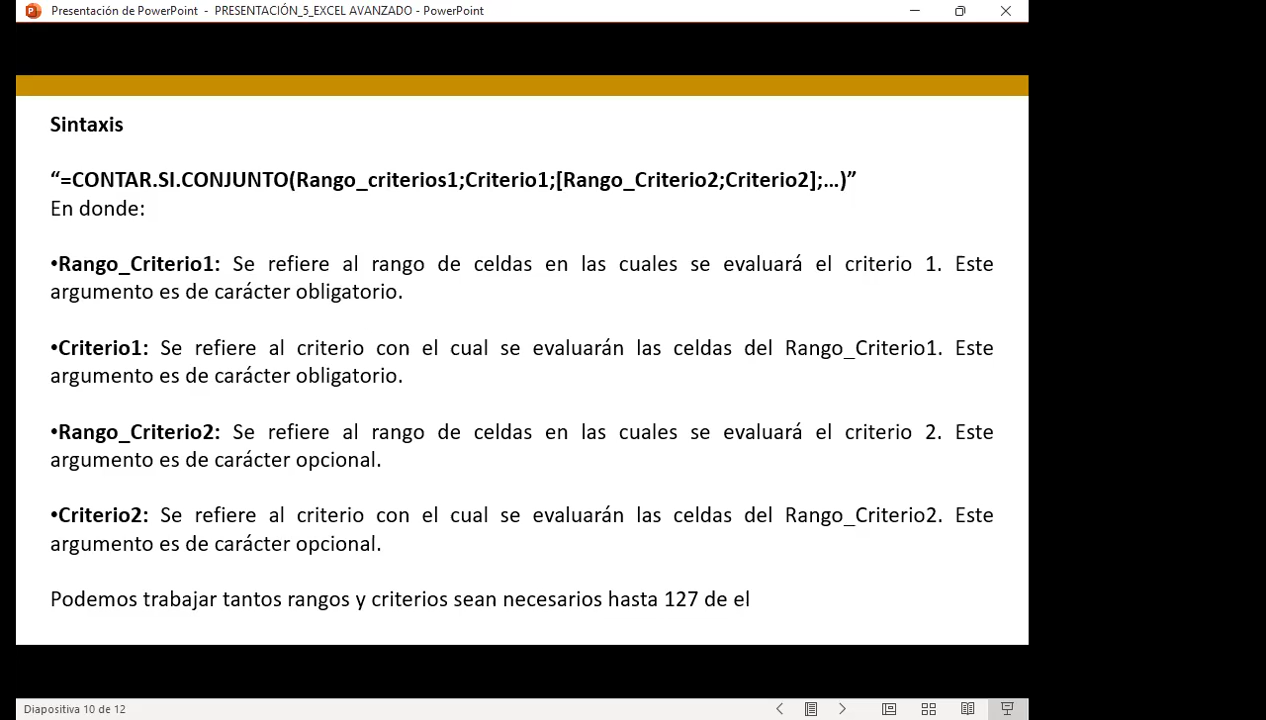 Presentación de PowerPoint - PRESENTACIÓN_5_EXCEL AVANZADO - PowerPoint
Sintaxis
“=CONTAR.SI.CONJUNTO(Rango_criterios1;Criterio1;[Rango_Criterio2;Criterio2];...)”
En donde:
•Rango_Criterio1: Se refiere al rango de celdas en las cuales se evaluará el criterio 1. Este
argumento es de carácter obligatorio.
•Criterio1: Se refiere al criterio con el cual se evaluarán las celdas del Rango_Criterio1. Este
argumento es de carácter obligatorio.
•Rango_Criterio2: Se refiere al rango de celdas en las cuales se evaluará el criterio 2. Este
argumento es de carácter opcional.
•Criterio2: Se refiere al criterio con el cual se evaluarán las celdas del Rango_Criterio2. Este
argumento es de carácter opcional.
Podemos trabajar tantos rangos y criterios sean necesarios hasta 127 de el
Diapositiva 10 de 12